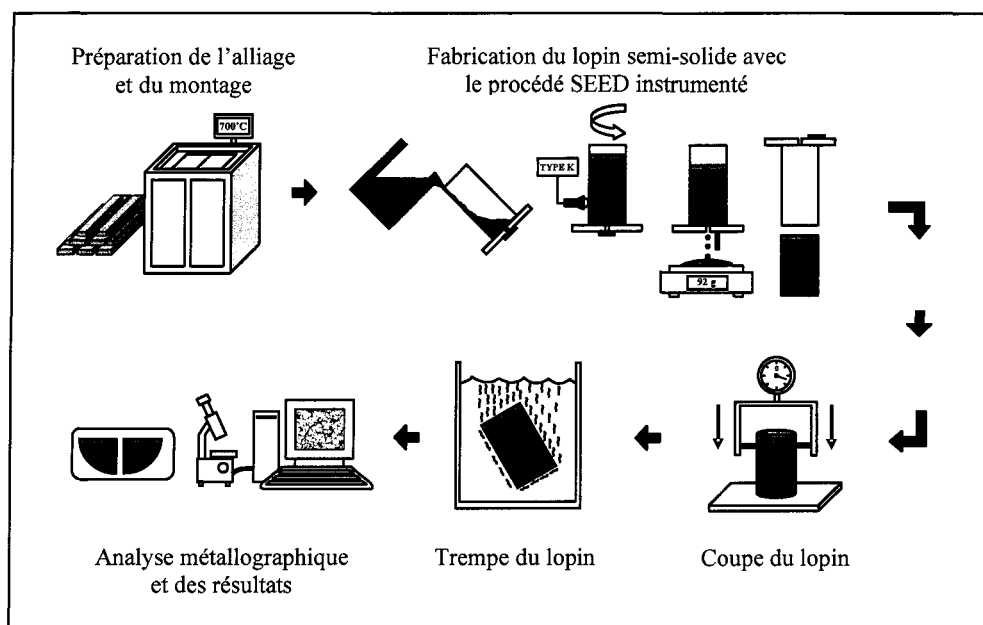 Préparation de l'alliage
et du montage
Fabrication du lopin semi-solide avec
le procédé SEED instrumenté
700°C
TYPE K
92 g
0
Analyse métallographique
et des résultats
Trempe du lopin
Coupe du lopin